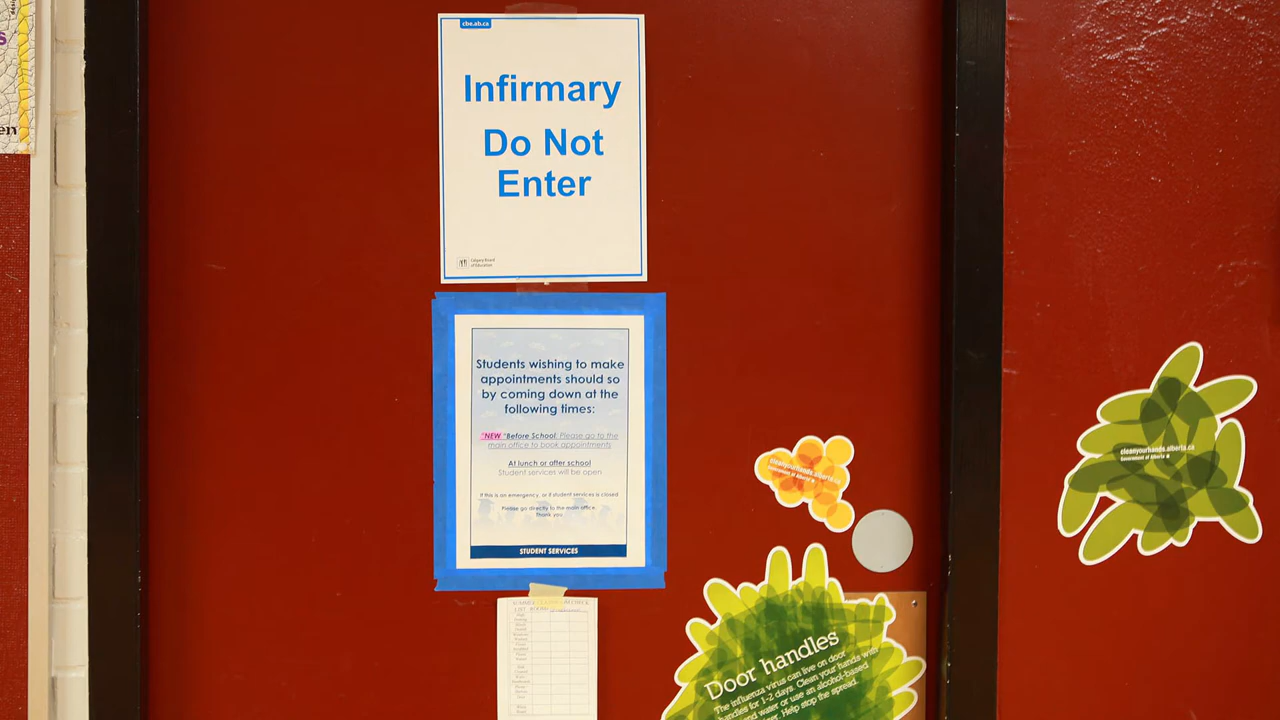 cbe.ab.ca
Infirmary
Do Not
Enter
Calgary Board
of Education
Students wishing to make
appointments should so
by coming down at the
following times:
*NEW *Before School: Please go to the
main office to book appointments
At lunch or after school
Student services will be open
If this is an emergency, or if student services is closed
Please go directly to the main office.
Thank you
STUDENT SERVICES
cleanyourhands.alberta.ca
Government of Alberta
cleanyourhands.alberta.ca
Government of Alberta
Door handles
The influenza virus can live on door
handles for 1-2 days. Clean your hands with
and water or use an alcohol-based
Help stop the spread.